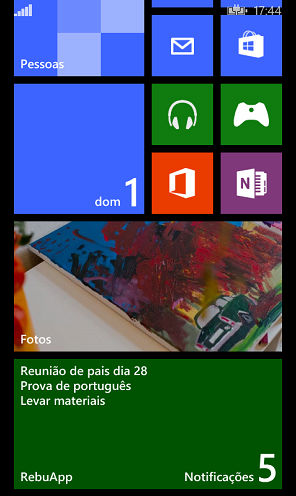 17:44
Pessoas
dom 1
Fotos
Reunião de pais dia 28
Prova de português
Levar materiais
RebuApp
Notificações 5